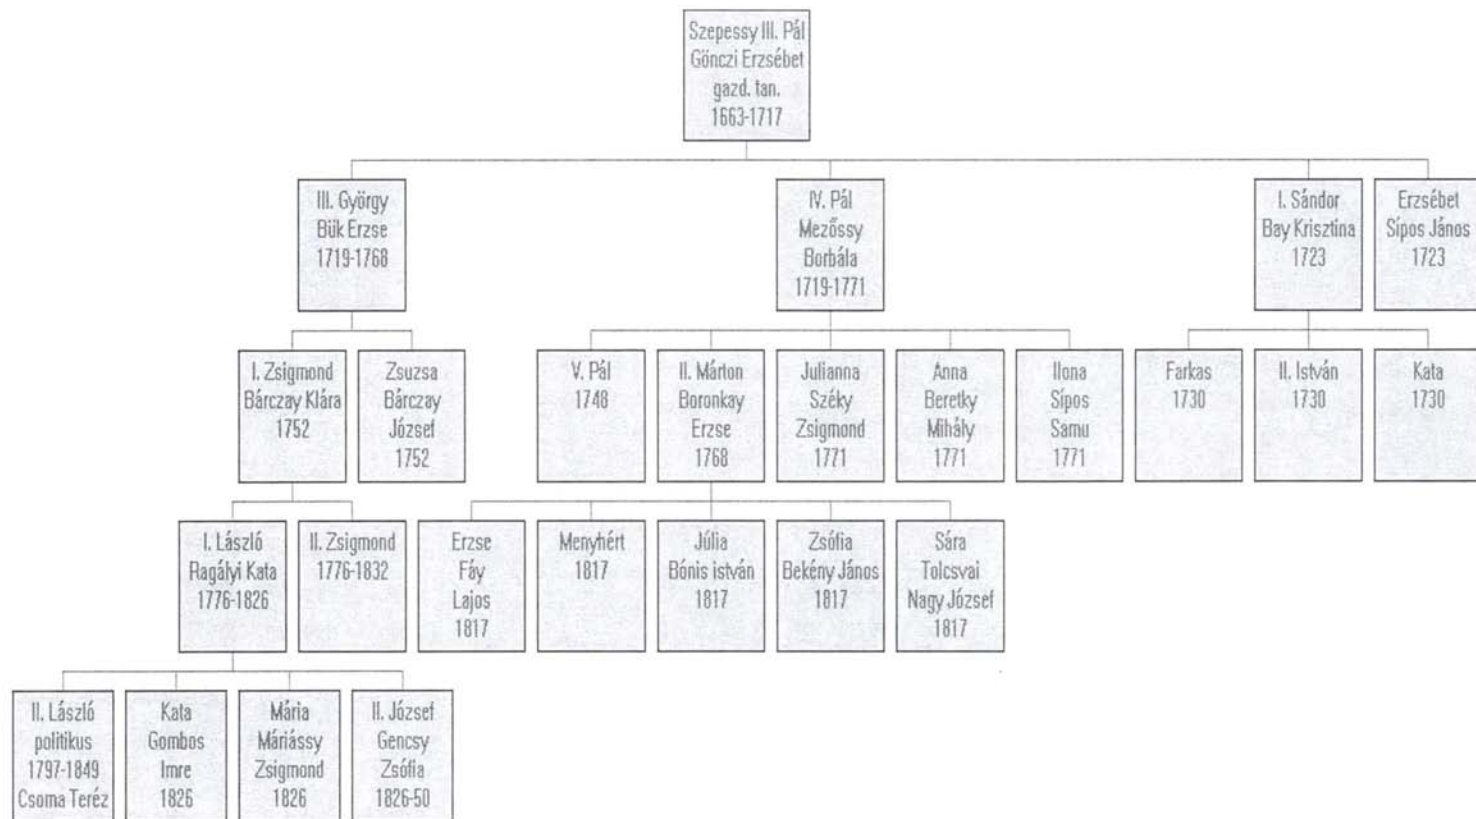 Szepessy III. Pál
Gönczi Erzsébet
gazd. tan.
1663-1717
III. György
Bük Erzse
1719-1768
IV. Pál
Mezőssy
Borbála
1719-1771
I. Sándor
Bay Krisztina
1723
Erzsébet
Sípos János
1723
I. Zsigmond
Bárczay Klára
1752
Zsuzsa
Bárczay
József
1752
V. Pál
1748
II. Márton
Boronkay
Erzse
1768
Julianna
Széky
Zsigmond
1771
Anna
Beretky
Mihály
1771
Ilona
Sípos
Samu
1771
Farkas
1730
II. István
1730
Kata
1730
I. László
Ragályi Kata
1776-1826
II. Zsigmond
1776-1832
Erzse
Fáy
Lajos
1817
Menyhért
1817
Júlia
Bónis istván
1817
Zsófia
Bekény János
1817
Sára
Tolcsvai
Nagy József
1817
II. László
politikus
1797-1849
Csoma Teréz
Kata
Gombos
Imre
1826
Mária
Máriássy
Zsigmond
1826
II. József
Gencsy
Zsófia
1826-50